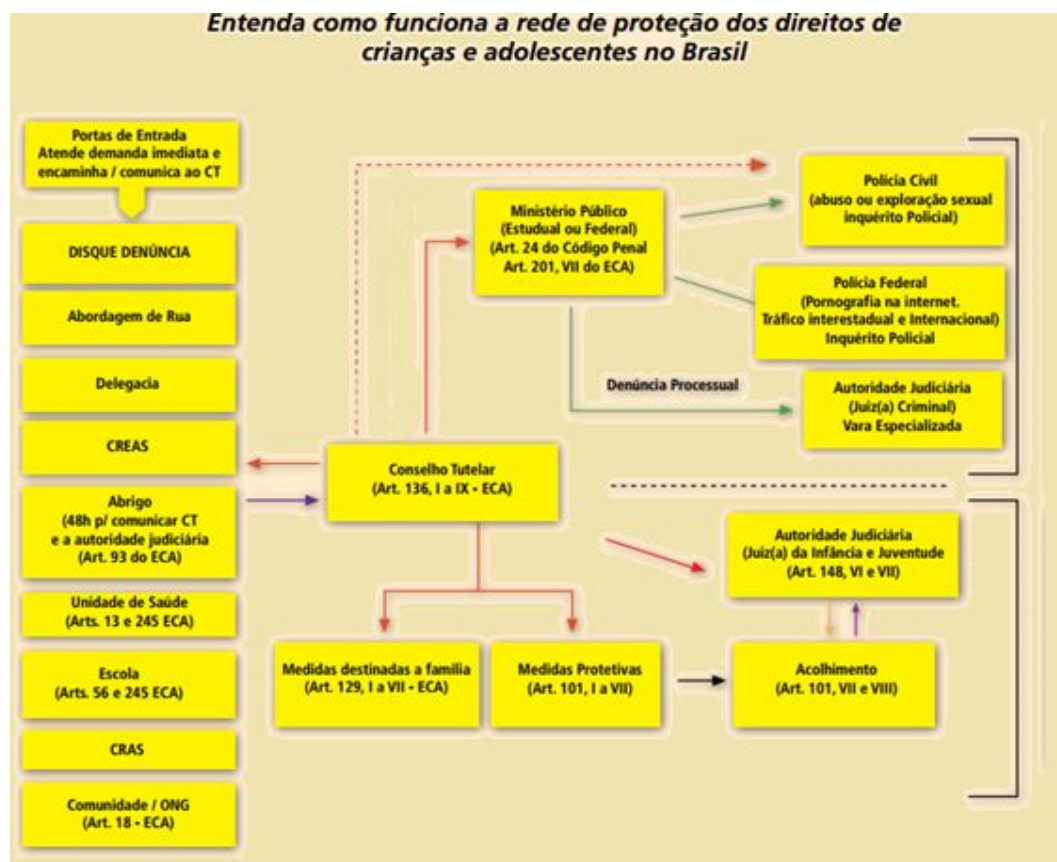 Entenda como funciona a rede de proteção dos direitos de
crianças e adolescentes no Brasil
Portas de Entrada
Atende demanda imediata e
encaminha / comunica ao CT
DISQUE DENÚNCIA
Abordagem de Rua
Delegacia
CREAS
Abrigo
(48h p/ comunicar CT
e a autoridade judiciária
(Art. 93 do ECA)
Unidade de Saúde
(Arts. 13 e 245 ECA)
Escola
(Arts. 56 e 245 ECA)
CRAS
Comunidade / ONG
(Art. 18 - ECA)
Conselho Tutelar
(Art. 136, I a IX - ECA)
Ministério Público
(Estudual ou Federal)
(Art. 24 do Código Penal
Art. 201, VII do ECA)
Polícia Civil
(abuso ou exploração sexual
inquérito Policial)
Polícia Federal
(Pornografia na internet.
Tráfico interestadual e Internacional)
Inquérito Policial
Denúncia Processual
Autoridade Judiciária
(Juiz(a) Criminal)
Vara Especializada
Autoridade Judiciária
(Juiz(a) da Infância e Juventude
(Art. 148, VI e VII)
Medidas destinadas a família
(Art. 129, I a VII - ECA)
Medidas Protetivas
(Art. 101, I a VII)
Acolhimento
(Art. 101, VII e VIII)